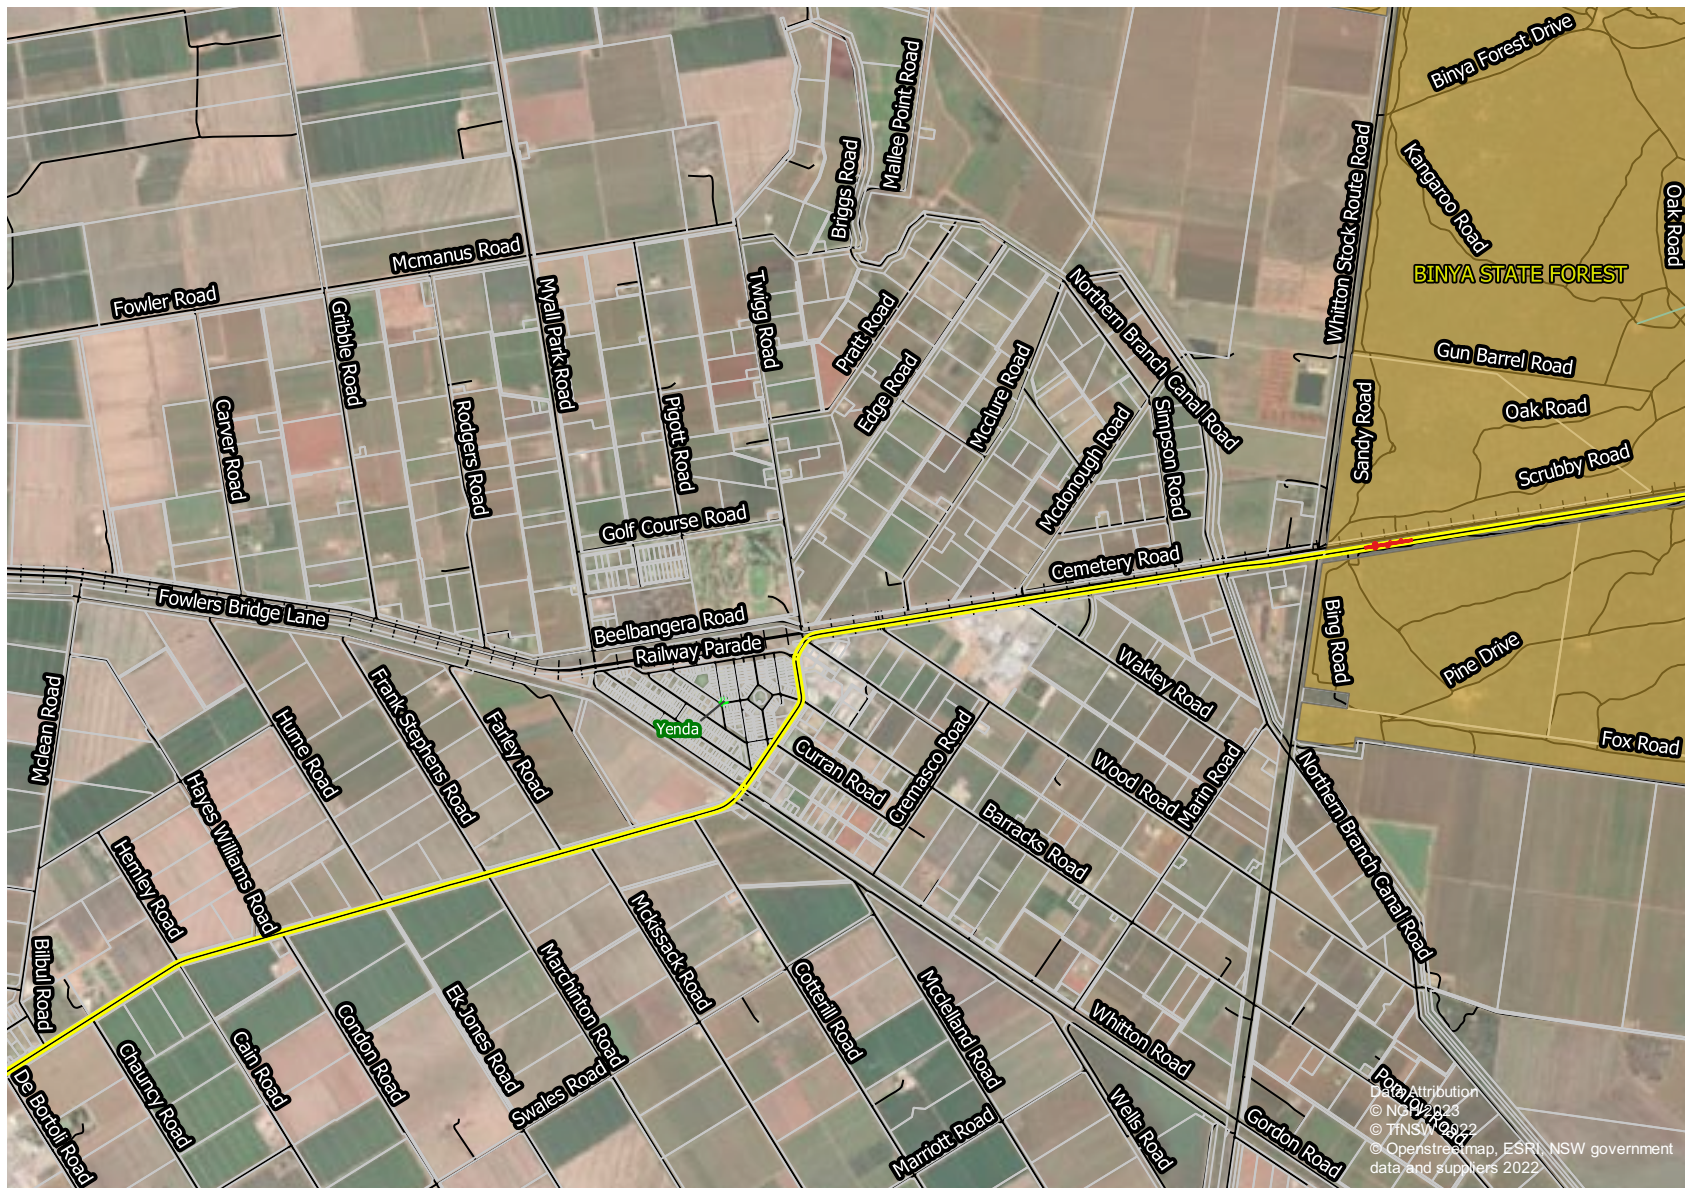 Binya Forest Drive
Mallee Point Road
Briggs Road
Whitton Stock Route Road
Kangaroo Road
Oak Road
Mcmanus Road
BINYA STATE FOREST
Fowler Road
Gribble Road
Myall Park Road
Twigg Road
Pratt Road
Northern Branch Canal Road
Edge Road
Mcclure Road
Gun Barrel Road
Carver Road
Rodgers Road
Pigott Road
Mcdonough Road
Simpson Road
Sandy Road
Oak Road
Scrubby Road
Golf Course Road
Cemetery Road
Fowlers Bridge Lane
Beelbangera Road
Railway Parade
Bing Road
Pine Drive
Wakley Road
Mclean Road
Hume Road
Frank Stephens Road
Farley Road
Yenda
Curran Road
Cremasco Road
Wood Road
Marin Road
Fox Road
Northern Branch Canal Road
Hayes Williams Road
Hemley Road
Barracks Road
Bilbul Road
Mckissack Road
Marchinton Road
Cotterill Road
Mcclelland Road
Ek Jones Road
Condon Road
Cain Road
Chauncy Road
De Bortoli Road
Swales Road
Whitton Road
Wells Road
Marriott Road
Gordon Road
Pomroy Road
Data Attribution
© NGH 2023
© TfNSW 2022
© Openstreetmap, ESRI, NSW government
data and suppliers 2022